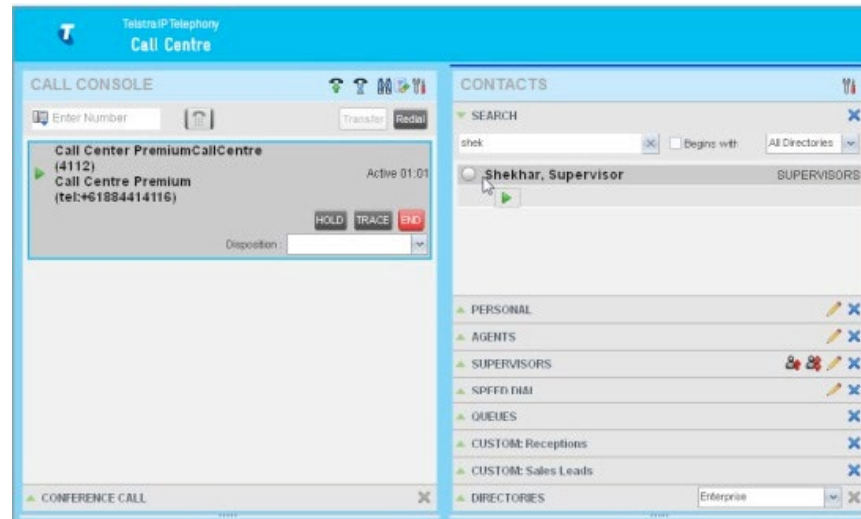 Telstra IP Telephony
Call Centre
CALL CONSOLE
Enter Number
Transfer
Redial
Call Center PremiumCallCentre
(4112)
Call Centre Premium
(tel:+61884414116)
Active 01:01
HOLD TRACE END
Disposition :
CONFERENCE CALL
CONTACTS
SEARCH
shek
Begins with
All Directories
Shekhar, Supervisor
SUPERVISORS
PERSONAL
AGENTS
SUPERVISORS
SPEED DIAL
QUEUES
CUSTOM: Receptions
CUSTOM: Sales Leads
DIRECTORIES
Enterprise